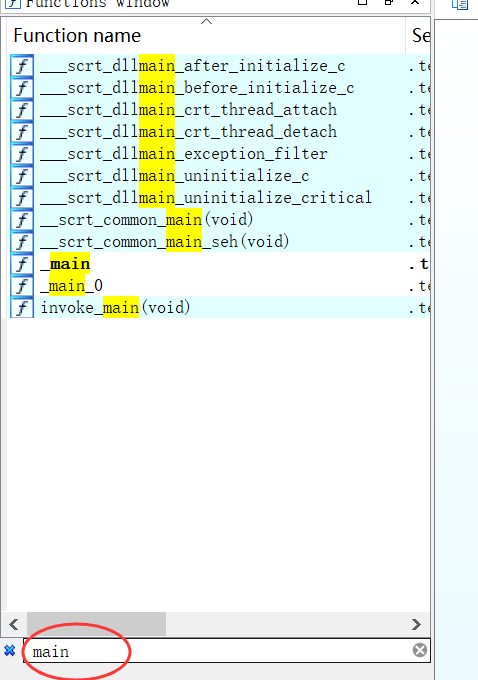 Functions window
Function name Se
f ___scrt_dllmain_after_initialize_c .te
f ___scrt_dllmain_before_initialize_c .te
f ___scrt_dllmain_crt_thread_attach .te
f ___scrt_dllmain_crt_thread_detach .te
f ___scrt_dllmain_exception_filter .te
f ___scrt_dllmain_uninitialize_c .te
f ___scrt_dllmain_uninitialize_critical .te
f __scrt_common_main(void) .te
f __scrt_common_main_seh(void) .te
f _main .t
f _main_0 .te
f invoke_main(void) .te
main